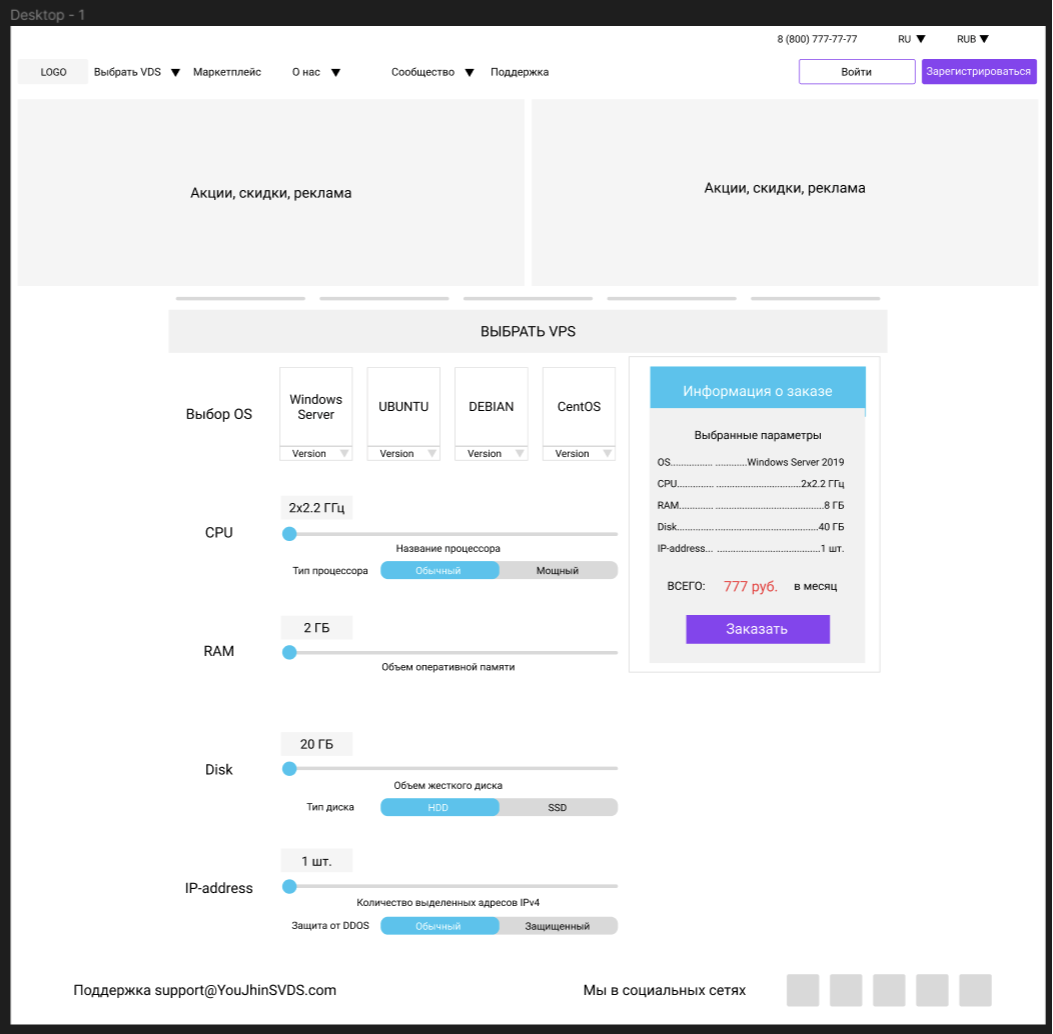 Desktop - 1
8 (800) 777-77-77 RU RUB
LOGO Выбрать VDS Маркетплейс О нас Сообщество Поддержка Войти Зарегистрироваться
Акции, скидки, реклама
Акции, скидки, реклама
ВЫБРАТЬ VPS
Выбор OS
Windows
Server
Version
UBUNTU
Version
DEBIAN
Version
CentOS
Version
CPU
2x2.2 ГГц
Название процессора
Тип процессора Обычный Мощный
RAM
2 ГБ
Объем оперативной памяти
Disk
20 ГБ
Объем жесткого диска
Тип диска HDD SSD
IP-address
1 шт.
Количество выделенных адресов IPv4
Защита от DDOS Обычный Защищенный
Информация о заказе
Выбранные параметры
OS................ ............Windows Server 2019
CPU.............. ................................2x2.2 ГГц
RAM............. .........................................8 ГБ
Disk.............. .......................................40 ГБ
IP-address... .......................................1 шт.
ВСЕГО: 777 руб. в месяц
Заказать
Поддержка support@YouJhinSVDS.com
Мы в социальных сетях